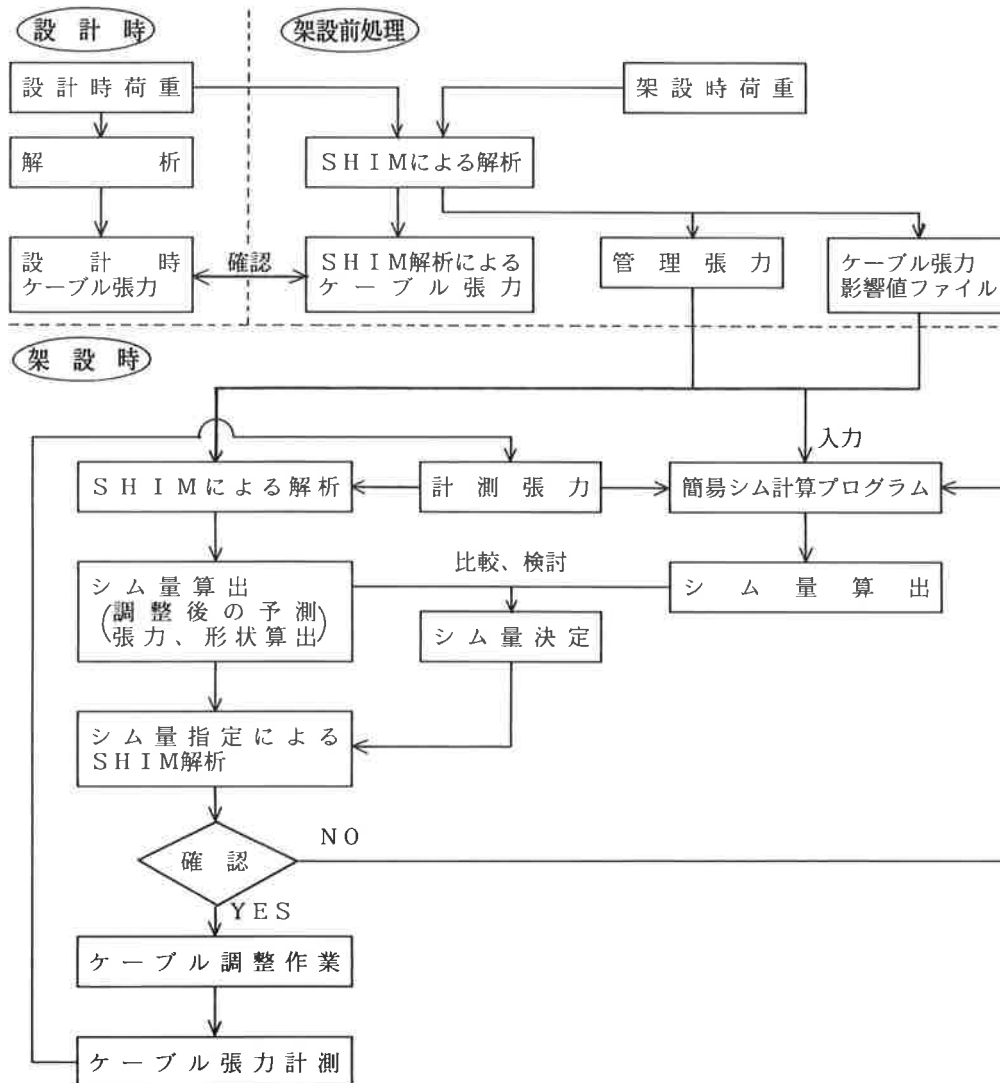 設計時
架設前処理
設計時荷重
架設時荷重
解析
SHIMによる解析
設計時
ケーブル張力
確認
SHIM解析による
ケーブル張力
管理張力
ケーブル張力
影響値ファイル
架設時
入力
SHIMによる解析
計測張力
簡易シム計算プログラム
シム量算出
(調整後の予測
張力、形状算出)
比較、検討
シム量算出
シム量決定
シム量指定による
SHIM解析
確認
NO
YES
ケーブル調整作業
ケーブル張力計測